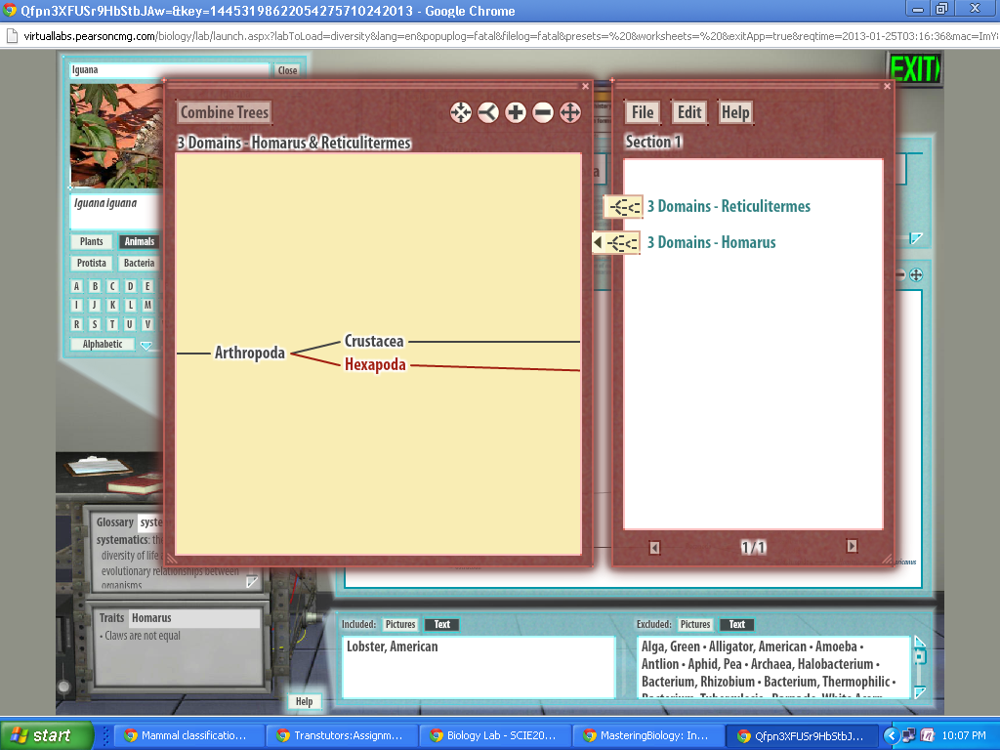 Qfpn3XFUSr9HbStbJAw=&key=14453198622054275710242013 - Google Chrome
virtuallabs.pearsoncmg.com/biology/lab/launch.aspx?labToLoad=diversity&lang=en&popuplog=fatal&filelog=fatal&presets=%20&worksheets=%20&exitApp=true&reqtime=2013-01-25T03:16:36&mac=ImY
EXIT
Iguana
Close
Iguana Iguana
Plants Animals
Protista Bacteria
A B C D E
I J K L M
R S T U V
Alphabetic
Combine Trees
3 Domains - Homarus & Reticulitermes
Arthropoda
Crustacea
Hexapoda
File Edit Help
Section 1
3 Domains - Reticulitermes
3 Domains - Homarus
1/1
Glossary syste
systematics: the
diversity of life a
evolutionary relationships between
organisms
Traits Homarus
• Claws are not equal
Help
Included: Pictures Text
Lobster, American
Excluded: Pictures Text
Alga, Green • Alligator, American • Amoeba •
Antlion • Aphid, Pea • Archaea, Halobacterium •
Bacterium, Rhizobium • Bacterium, Thermophilic •
Bacterium, Tuberculosis • Barnacle, White Acorn
start
Mammal classificatio...
Transtutors:Assignm...
Biology Lab - SCIE20...
MasteringBiology: In...
Qfpn3XFUSr9HbStbJ...
10:07 PM